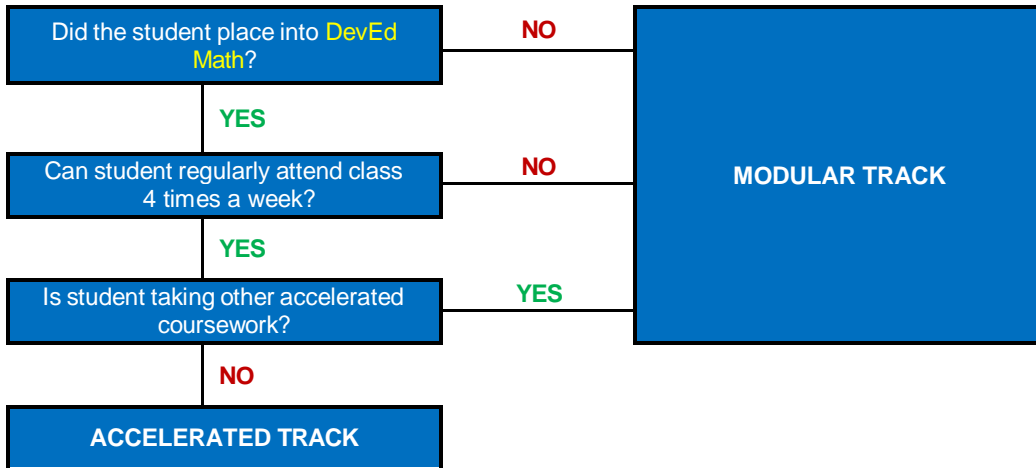 Did the student place into DevEd
Math?
NO
YES
Can student regularly attend class
4 times a week?
NO
MODULAR TRACK
YES
Is student taking other accelerated
coursework?
YES
NO
ACCELERATED TRACK